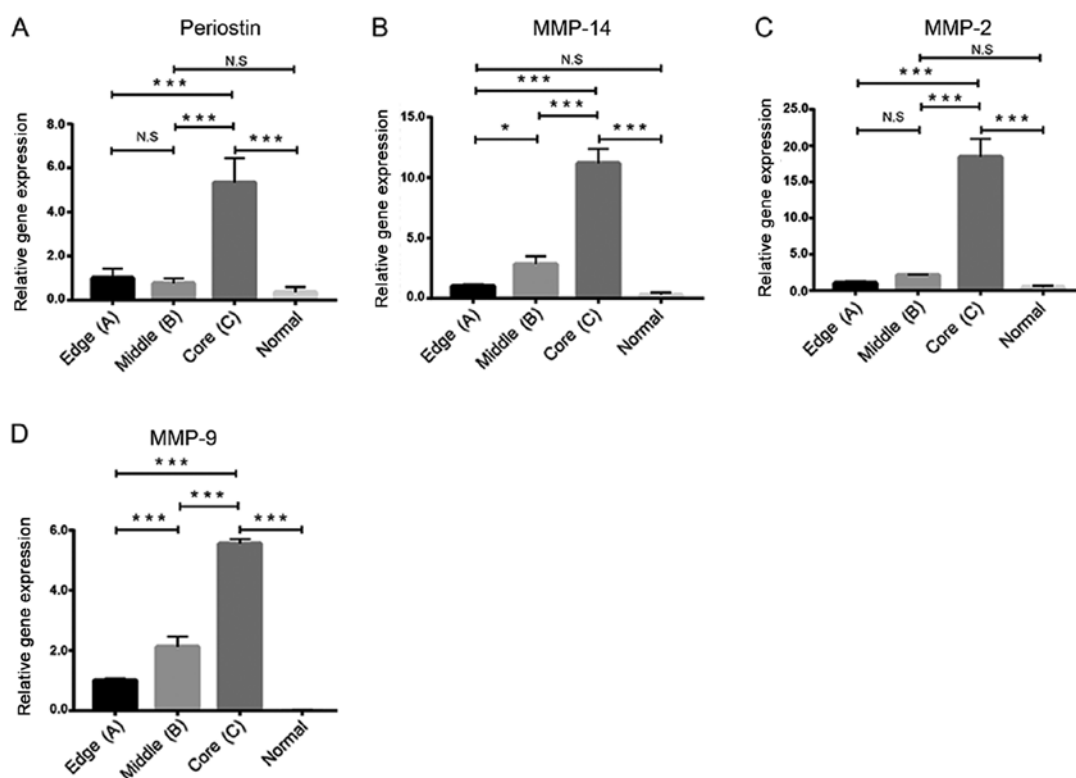 A
Periostin
N.S
***
***
N.S
***
8.0
6.0
4.0
2.0
0.0
Relative gene expression
Edge (A)
Middle (B)
Core (C)
Normal
B
MMP-14
N.S
***
***
*
***
15.0
10.0
5.0
0.0
Relative gene expression
Edge (A)
Middle (B)
Core (C)
Normal
C
MMP-2
N.S
***
***
N.S
***
25.0
20.0
15.0
10.0
5.0
0.0
Relative gene expression
Edge (A)
Middle (B)
Core (C)
Normal
D
MMP-9
***
***
***
***
6.0
4.0
2.0
0.0
Relative gene expression
Edge (A)
Middle (B)
Core (C)
Normal